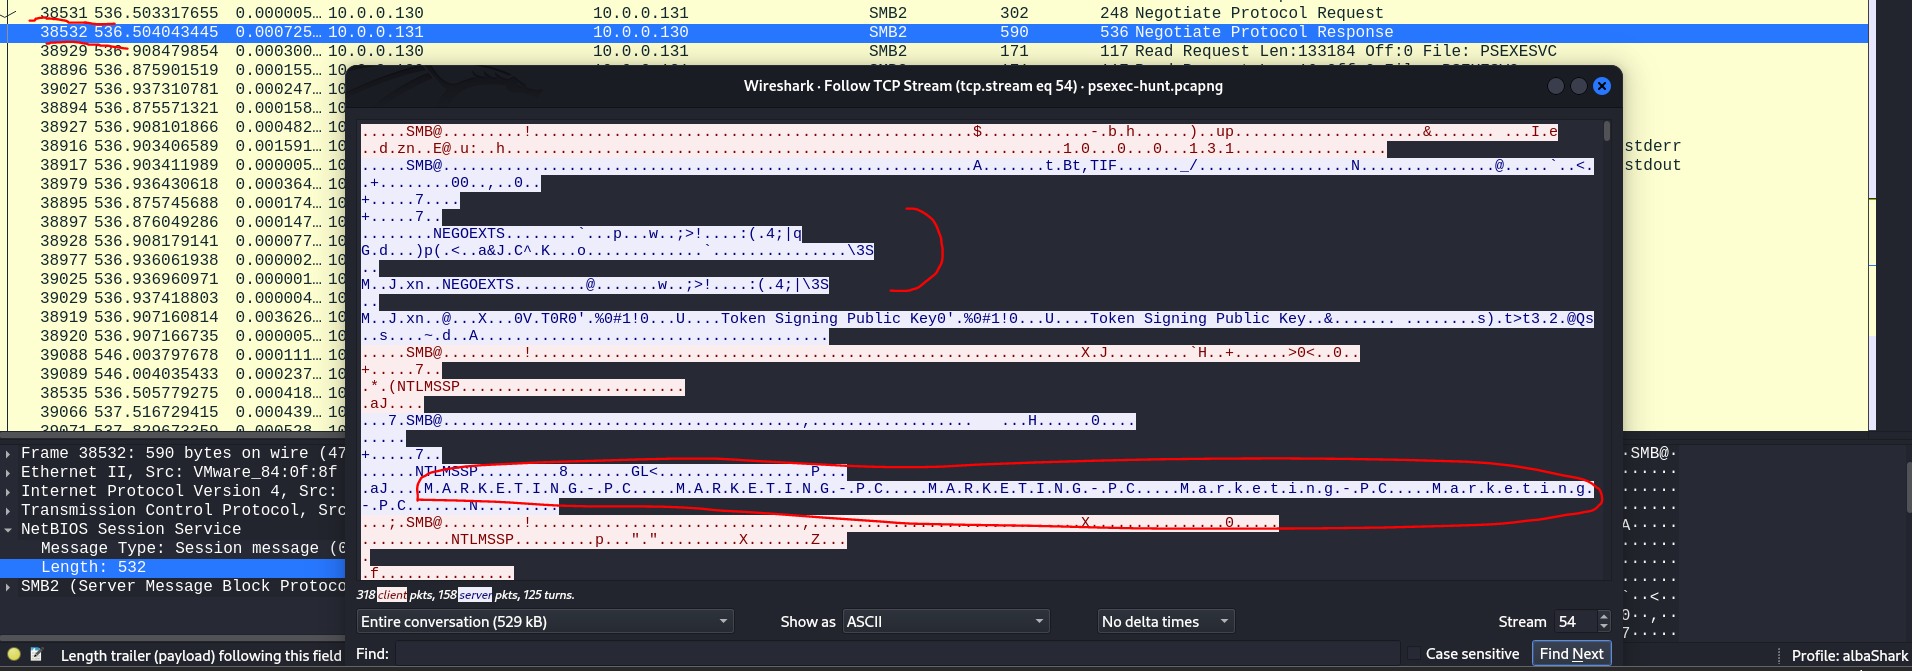 38531 536.503317655 0.000005… 10.0.0.130 10.0.0.131 SMB2 302 248 Negotiate Protocol Request
38532 536.504043445 0.000725… 10.0.0.131 10.0.0.130 SMB2 590 536 Negotiate Protocol Response
38929 536.908479854 0.000300… 10.0.0.130 10.0.0.131 SMB2 171 117 Read Request Len:133184 Off:0 File: PSEXESVC
38896 536.875901519 0.000155…
39027 536.937310781 0.000247… 10
38894 536.875571321 0.000158… 10
38927 536.908101866 0.000482… 10
38916 536.903406589 0.001591… 10 stderr
38917 536.903411989 0.000005… 10 stdout
38979 536.936430618 0.000364… 10
38895 536.875745688 0.000174… 10
38897 536.876049286 0.000147… 10
38928 536.908179141 0.000077… 10
38977 536.936061938 0.000002… 10
39025 536.936960971 0.000001… 10
39029 536.937418803 0.000004… 10
38919 536.907160814 0.003626… 10
38920 536.907166735 0.000005… 10
39088 546.003797678 0.000111… 10
39089 546.004035433 0.000237… 10
38535 536.505779275 0.000418… 10
39066 537.516729415 0.000439… 10
Wireshark · Follow TCP Stream (tcp.stream eq 54) · psexec-hunt.pcapng
.....SMB@.........!.................................................$............-.b.h......)..up.....................&....... ...I.e
..d.zn..E@.u:..h..............................................................1.0...0...0...1.3.1.................
.....SMB@...........................................................A.......t.Bt,TIF......._/.................N...............@.....`..<.
.+........00..,..0..
+.....7....
+.....7..
........NEGOEXTS........`...p...w..;>!....:(.4;|q
G.d...)p(.<..a&J.C^.K...o.............`...............\3S
..
M..J.xn..NEGOEXTS........@.......w..;>!....:(.4;|\3S
..
M..J.xn..@...X...0V.T0R0'.%0#1!0...U....Token Signing Public Key0'.%0#1!0...U....Token Signing Public Key..&....... ........s).t>t3.2.@Qs
..s....~.d..A.......................................
.....SMB@.........!.............................................................X.J.........`H..+......>0<..0..
+.....7..
.*.(NTLMSSP.........................
.aJ....
...7.SMB@........................................,.................. ...H......0....
.....
+.....7..
......NTLMSSP.........8.......GL<.................P...
.aJ....M.A.R.K.E.T.I.N.G.-.P.C.....M.A.R.K.E.T.I.N.G.-.P.C.....M.A.R.K.E.T.I.N.G.-.P.C.....M.a.r.k.e.t.i.n.g.-.P.C.....M.a.r.k.e.t.i.n.g.
-.P.C.......N.........
...;.SMB@.........!..............................,..............................X...............0.....
..........NTLMSSP.........p...".".........X.......Z...
.
.f...............
318 client pkts, 158 server pkts, 125 turns.
Entire conversation (529 kB) Show as ASCII No delta times Stream 54
Find: Case sensitive Find Next
Frame 38532: 590 bytes on wire (47
Ethernet II, Src: VMware_84:0f:8f
Internet Protocol Version 4, Src:
Transmission Control Protocol, Src
NetBIOS Session Service
Message Type: Session message (0
Length: 532
SMB2 (Server Message Block Protoco
·SMB@·
······
······
······
A·····
······
······
······
`··<··
0··,··
7·····
Length trailer (payload) following this field
Profile: albaShark